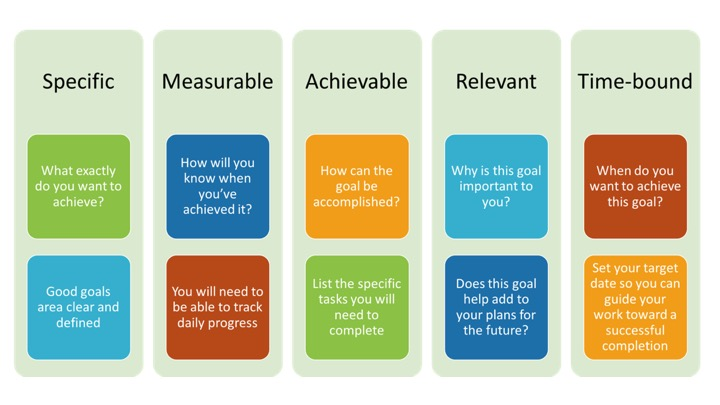 Specific
What exactly
do you want to
achieve?
Good goals
area clear and
defined
Measurable
How will you
know when
you’ve
achieved it?
You will need to
be able to track
daily progress
Achievable
How can the
goal be
accomplished?
List the specific
tasks you will
need to
complete
Relevant
Why is this goal
important to
you?
Does this goal
help add to
your plans for
the future?
Time-bound
When do you
want to achieve
this goal?
Set your target
date so you can
guide your
work toward a
successful
completion